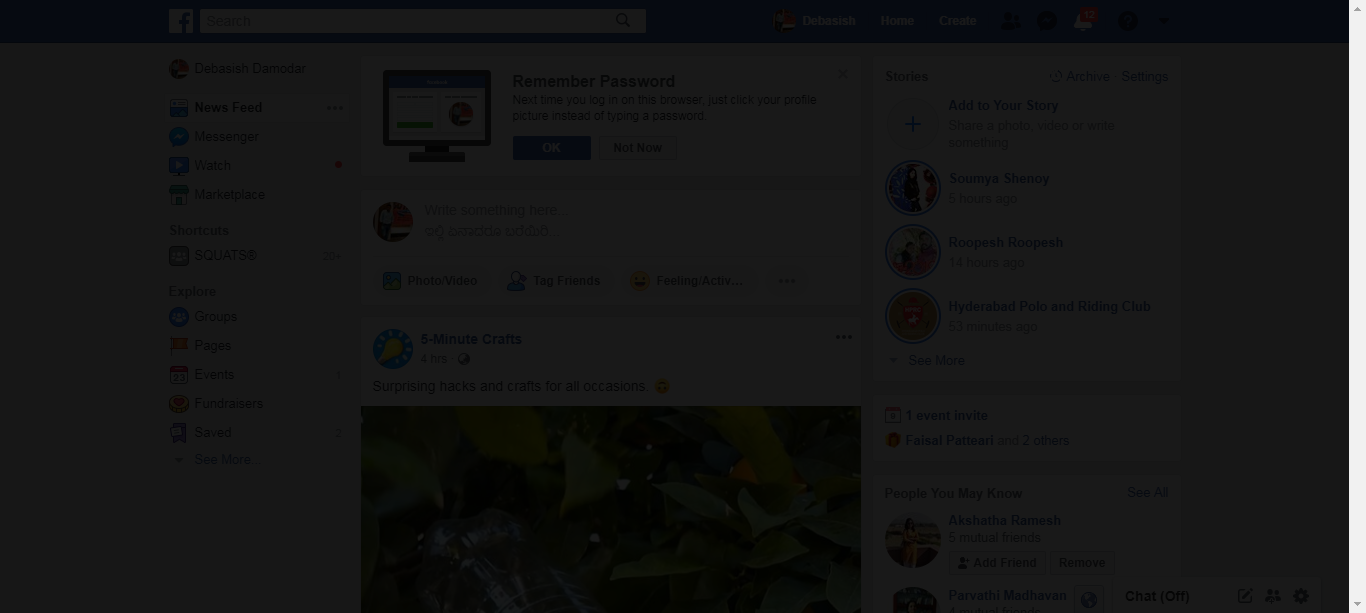 Search
Debasish
Home
Create
12
Debasish Damodar
News Feed
Messenger
Watch
Marketplace
Shortcuts
SQUATS®
20+
Explore
Groups
Pages
Events
Fundraisers
Saved
2
See More...
Remember Password
Next time you log in on this browser, just click your profile
picture instead of typing a password.
OK
Not Now
Write something here...
Photo/Video
Tag Friends
Feeling/Activ...
5-Minute Crafts
4 hrs
Surprising hacks and crafts for all occasions.
Stories
Archive · Settings
Add to Your Story
Share a photo, video or write
something
Soumya Shenoy
5 hours ago
Roopesh Roopesh
14 hours ago
Hyderabad Polo and Riding Club
53 minutes ago
See More
1 event invite
Faisal Patteari and 2 others
People You May Know
See All
Akshatha Ramesh
5 mutual friends
Add Friend
Remove
Parvathi Madhavan
Chat (Off)